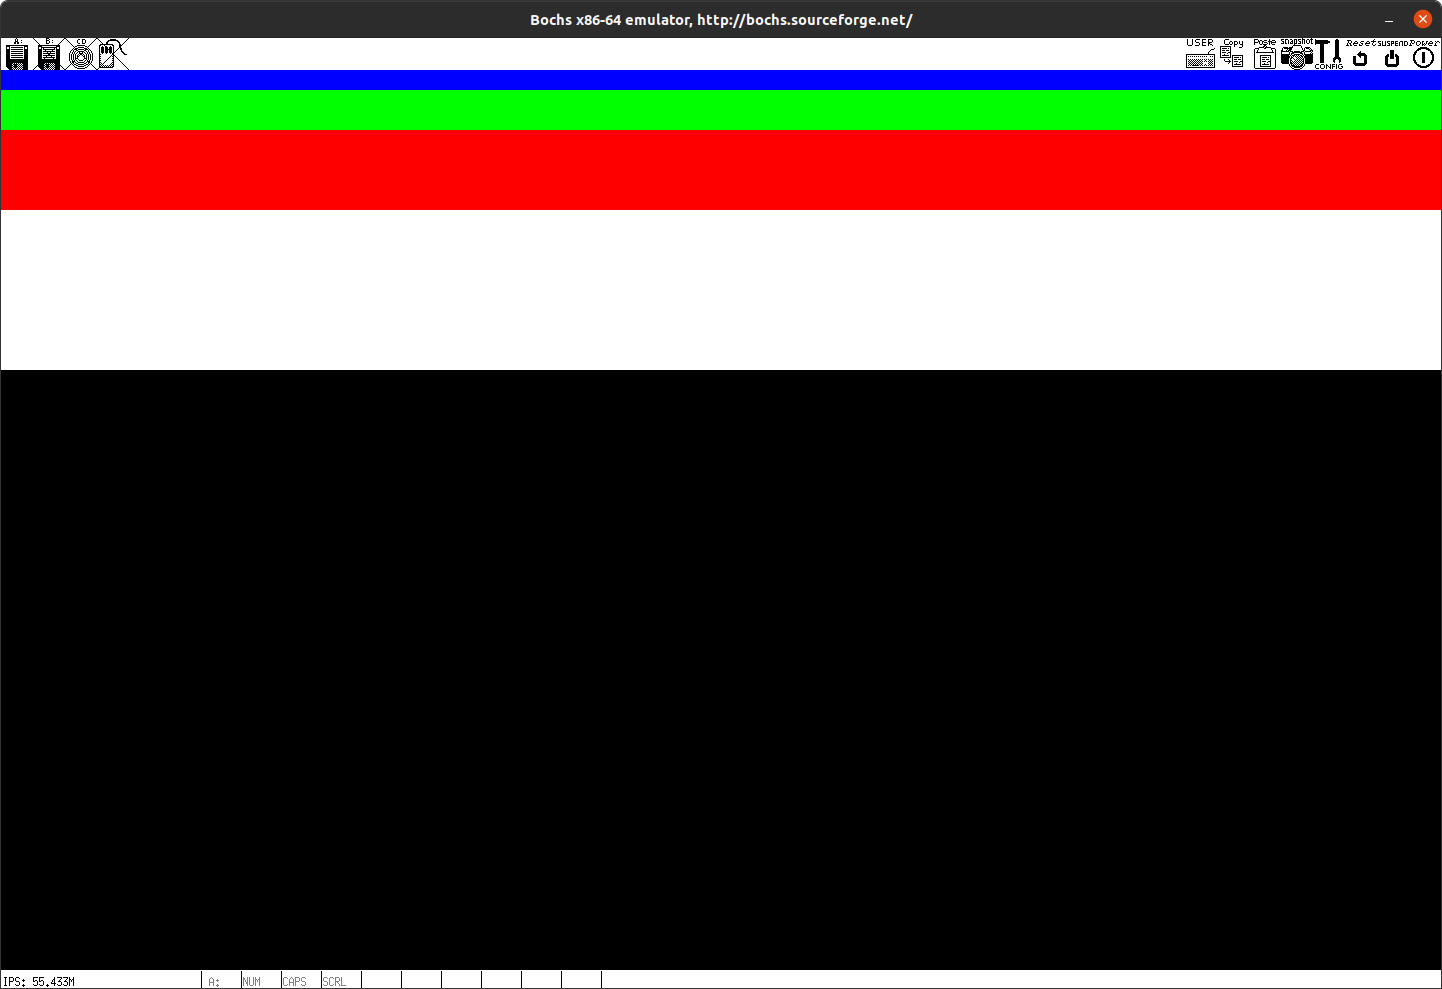 Bochs x86-64 emulator, http://bochs.sourceforge.net/
A: B: CD USER Copy Paste snapshot CONFIG Reset SUSPEND Power
IPS: 55.433M A: NUM CAPS SCRL